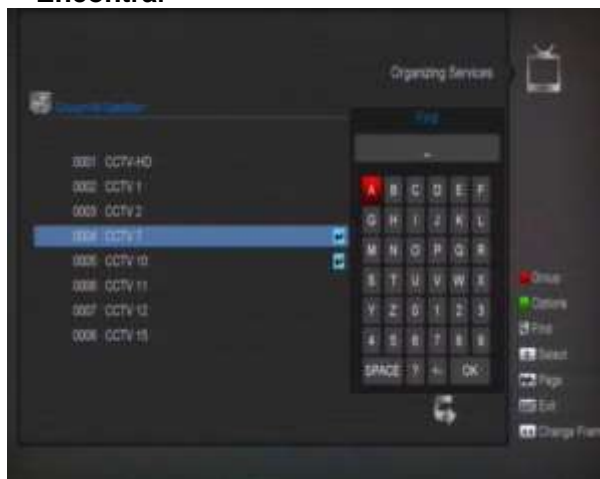 Encontrar
Organizing Services
Find
0001 CCTV-HD
0002 CCTV 1
0003 CCTV 2
0004 CCTV 7
0005 CCTV 10
0006 CCTV 11
0007 CCTV 12
0008 CCTV 15
A B C D E F
G H I J K L
M N O P Q R
S T U V W X
Y Z 0 1 2 3
4 5 6 7 8 9
SPACE ? +- OK
Group
Options
Find
Select
Page
Exit
Change Frame